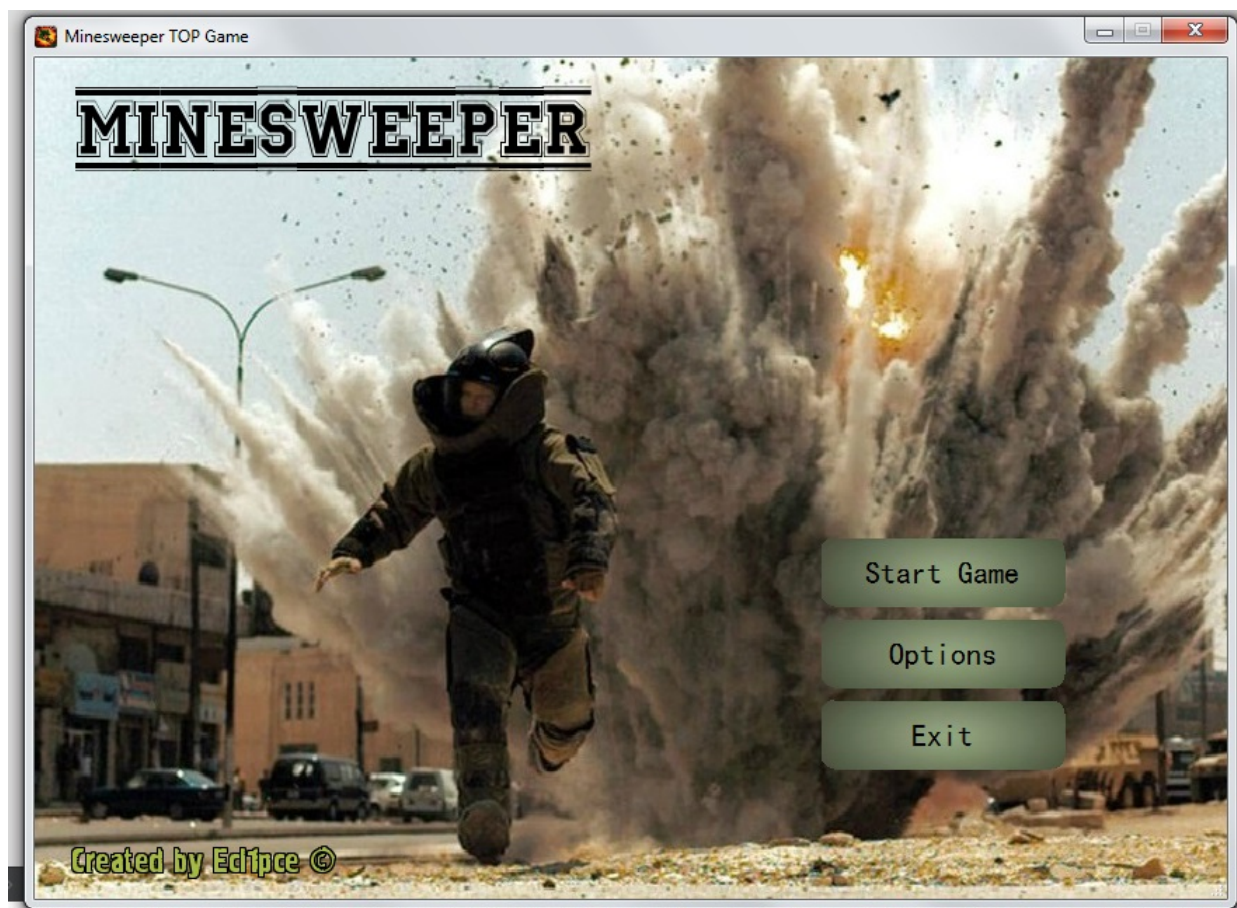 Minesweeper TOP Game
MINESWEEPER
Start Game
Options
Exit
Created by Ecl1pce ©